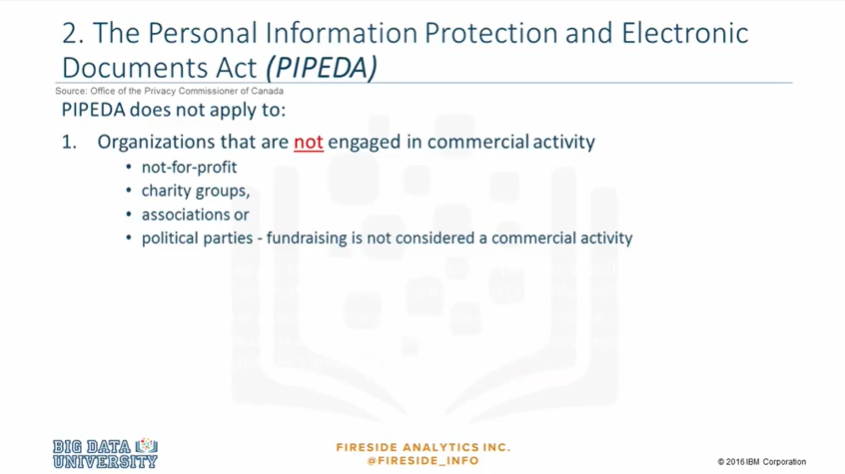 2. The Personal Information Protection and Electronic
Documents Act (PIPEDA)
Source: Office of the Privacy Commissioner of Canada
PIPEDA does not apply to:
1. Organizations that are not engaged in commercial activity
• not-for-profit
• charity groups,
• associations or
• political parties - fundraising is not considered a commercial activity
BIG DATA
UNIVERSITY
FIRESIDE ANALYTICS INC.
@FIRESIDE_INFO
© 2016 IBM Corporation